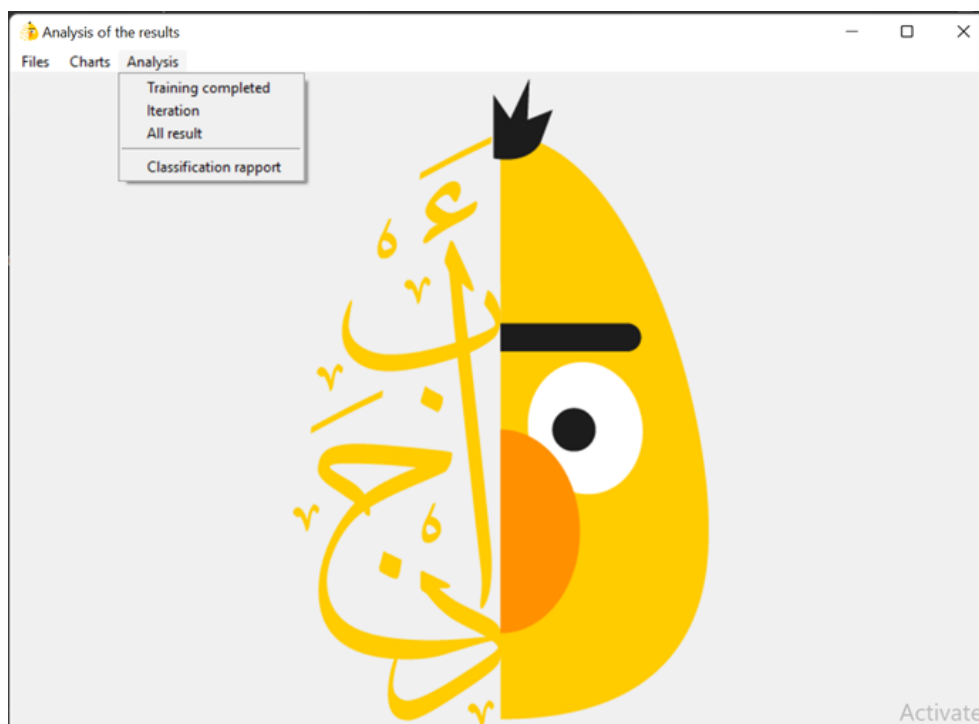 Analysis of the results
Files Charts Analysis
Training completed
Iteration
All result
Classification rapport
Activate